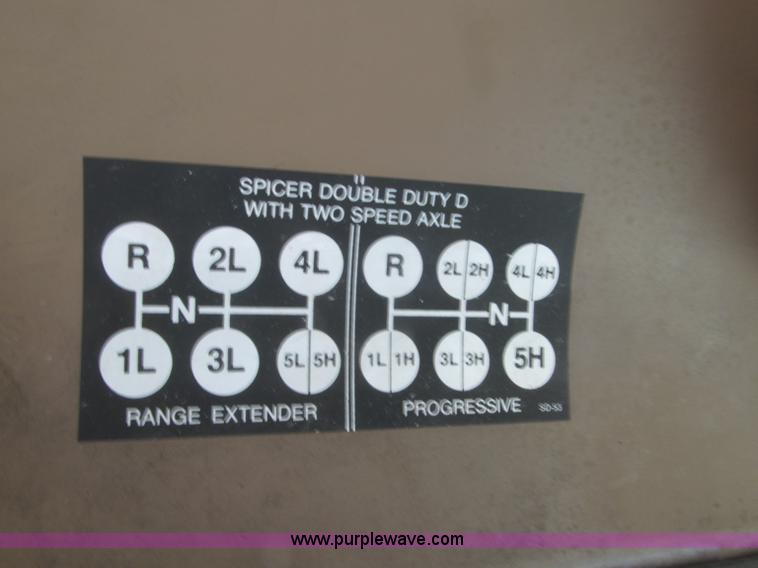 SPICER DOUBLE DUTY D
WITH TWO SPEED AXLE
R 2L 4L
N
1L 3L 5L 5H
RANGE EXTENDER
R 2L 2H 4L 4H
N
1L 1H 3L 3H 5H
PROGRESSIVE
SD-53
www.purplewave.com